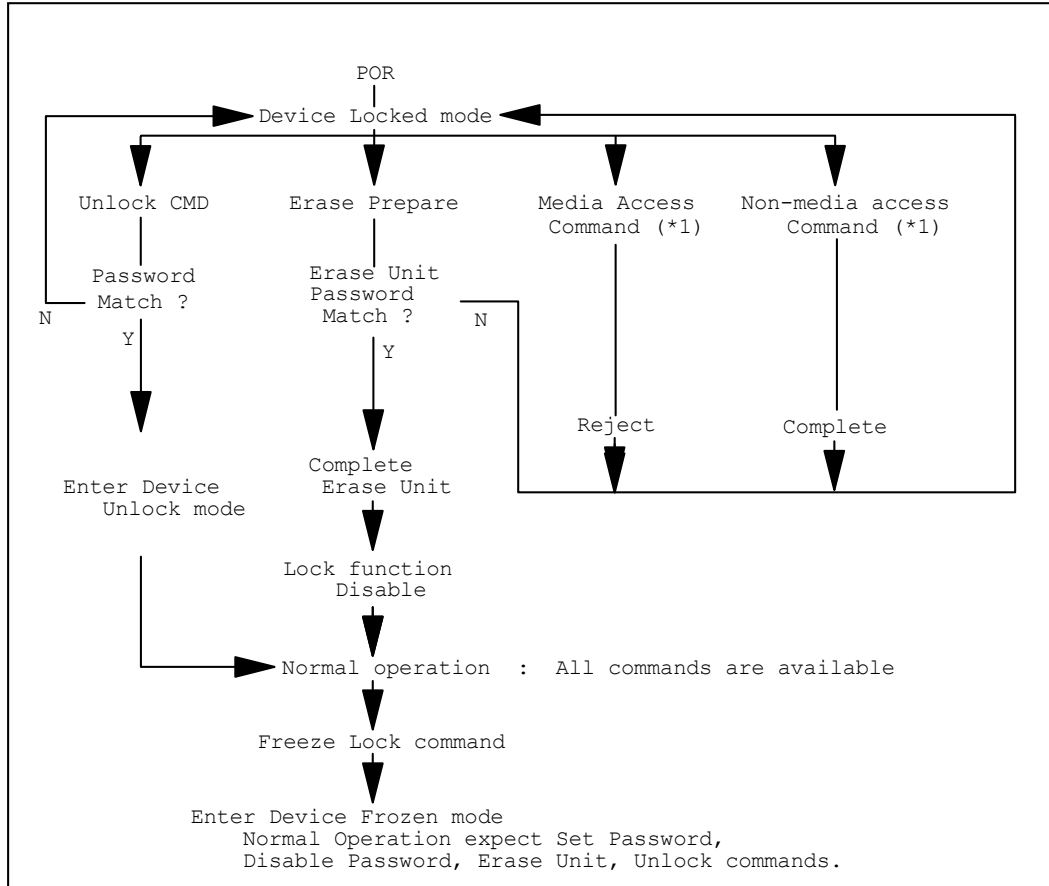 POR
Device Locked mode
Unlock CMD
Erase Prepare
Media Access
Command (*1)
Non-media access
Command (*1)
Password
Match ?
N
Y
Erase Unit
Password
Match ?
N
Y
Reject
Complete
Enter Device
Unlock mode
Complete
Erase Unit
Lock function
Disable
Normal operation : All commands are available
Freeze Lock command
Enter Device Frozen mode
Normal Operation expect Set Password,
Disable Password, Erase Unit, Unlock commands.